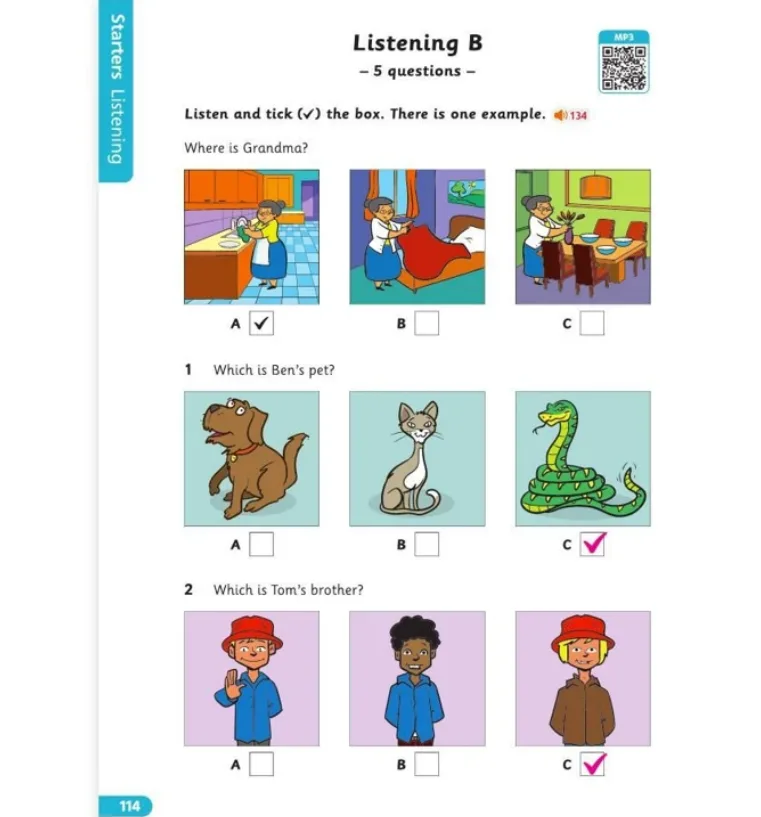 Starters Listening
Listening B
– 5 questions –
MP3
Listen and tick (✓) the box. There is one example. 134
Where is Grandma?
A ✓ B C
1 Which is Ben's pet?
A B C ✓
2 Which is Tom's brother?
A B C ✓
114